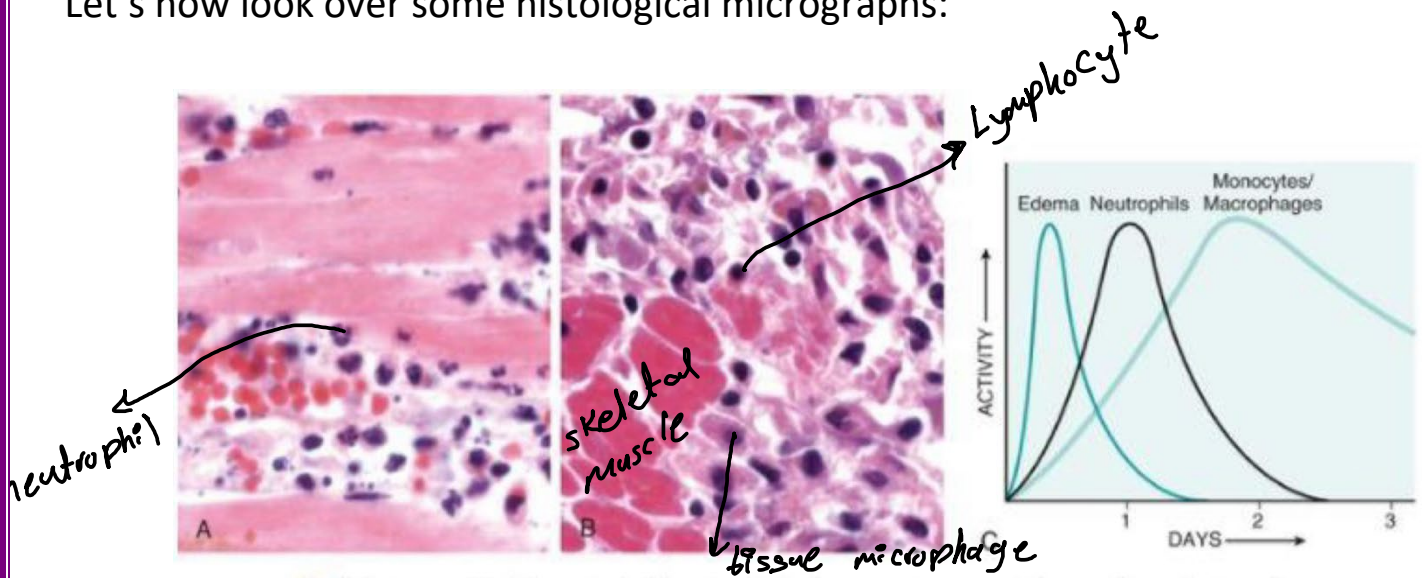 Let's now look over some histological micrographs:
Lymphocyte
neutrophil
skeletal
muscle
tissue microphage
A
B
C
Edema Neutrophils Monocytes/
Macrophages
ACTIVITY
1 2 3
DAYS